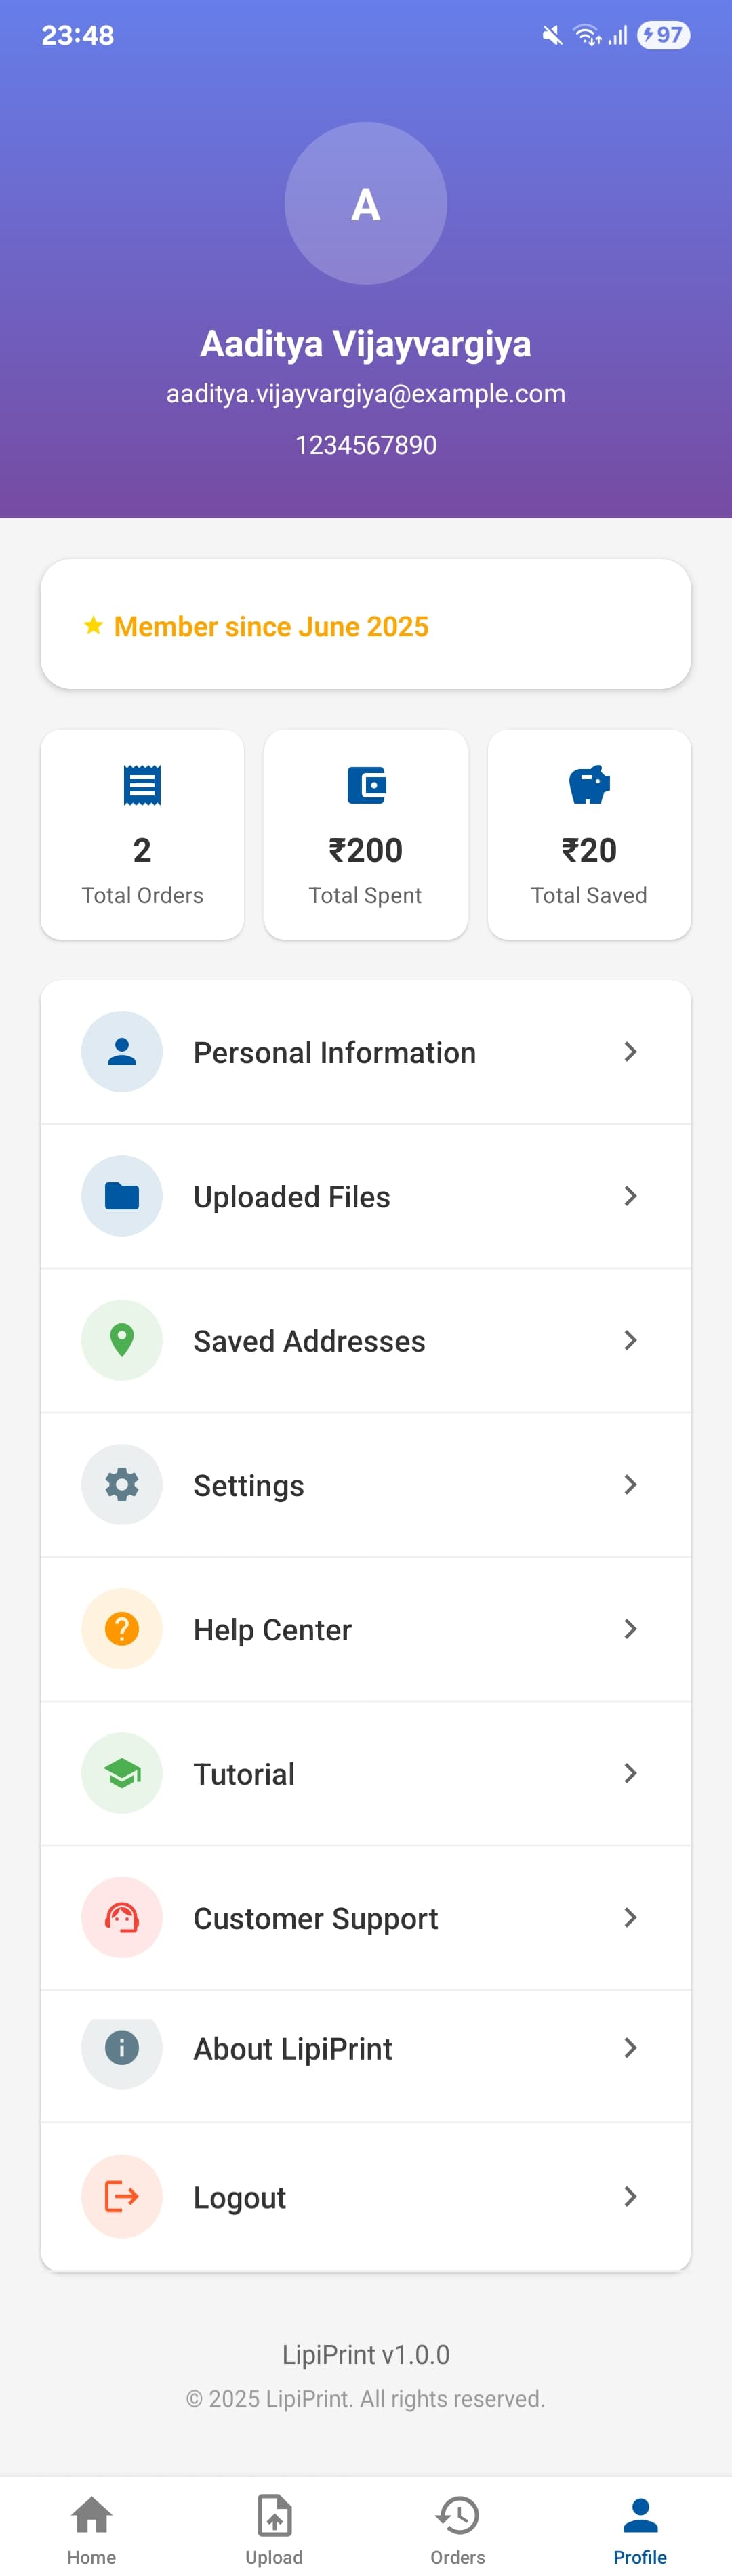 23:48
97
A
Aaditya Vijayvargiya
aaditya.vijayvargiya@example.com
1234567890
Member since June 2025
2
Total Orders
₹200
Total Spent
₹20
Total Saved
Personal Information
Uploaded Files
Saved Addresses
Settings
Help Center
Tutorial
Customer Support
About LipiPrint
Logout
LipiPrint v1.0.0
© 2025 LipiPrint. All rights reserved.
Home
Upload
Orders
Profile